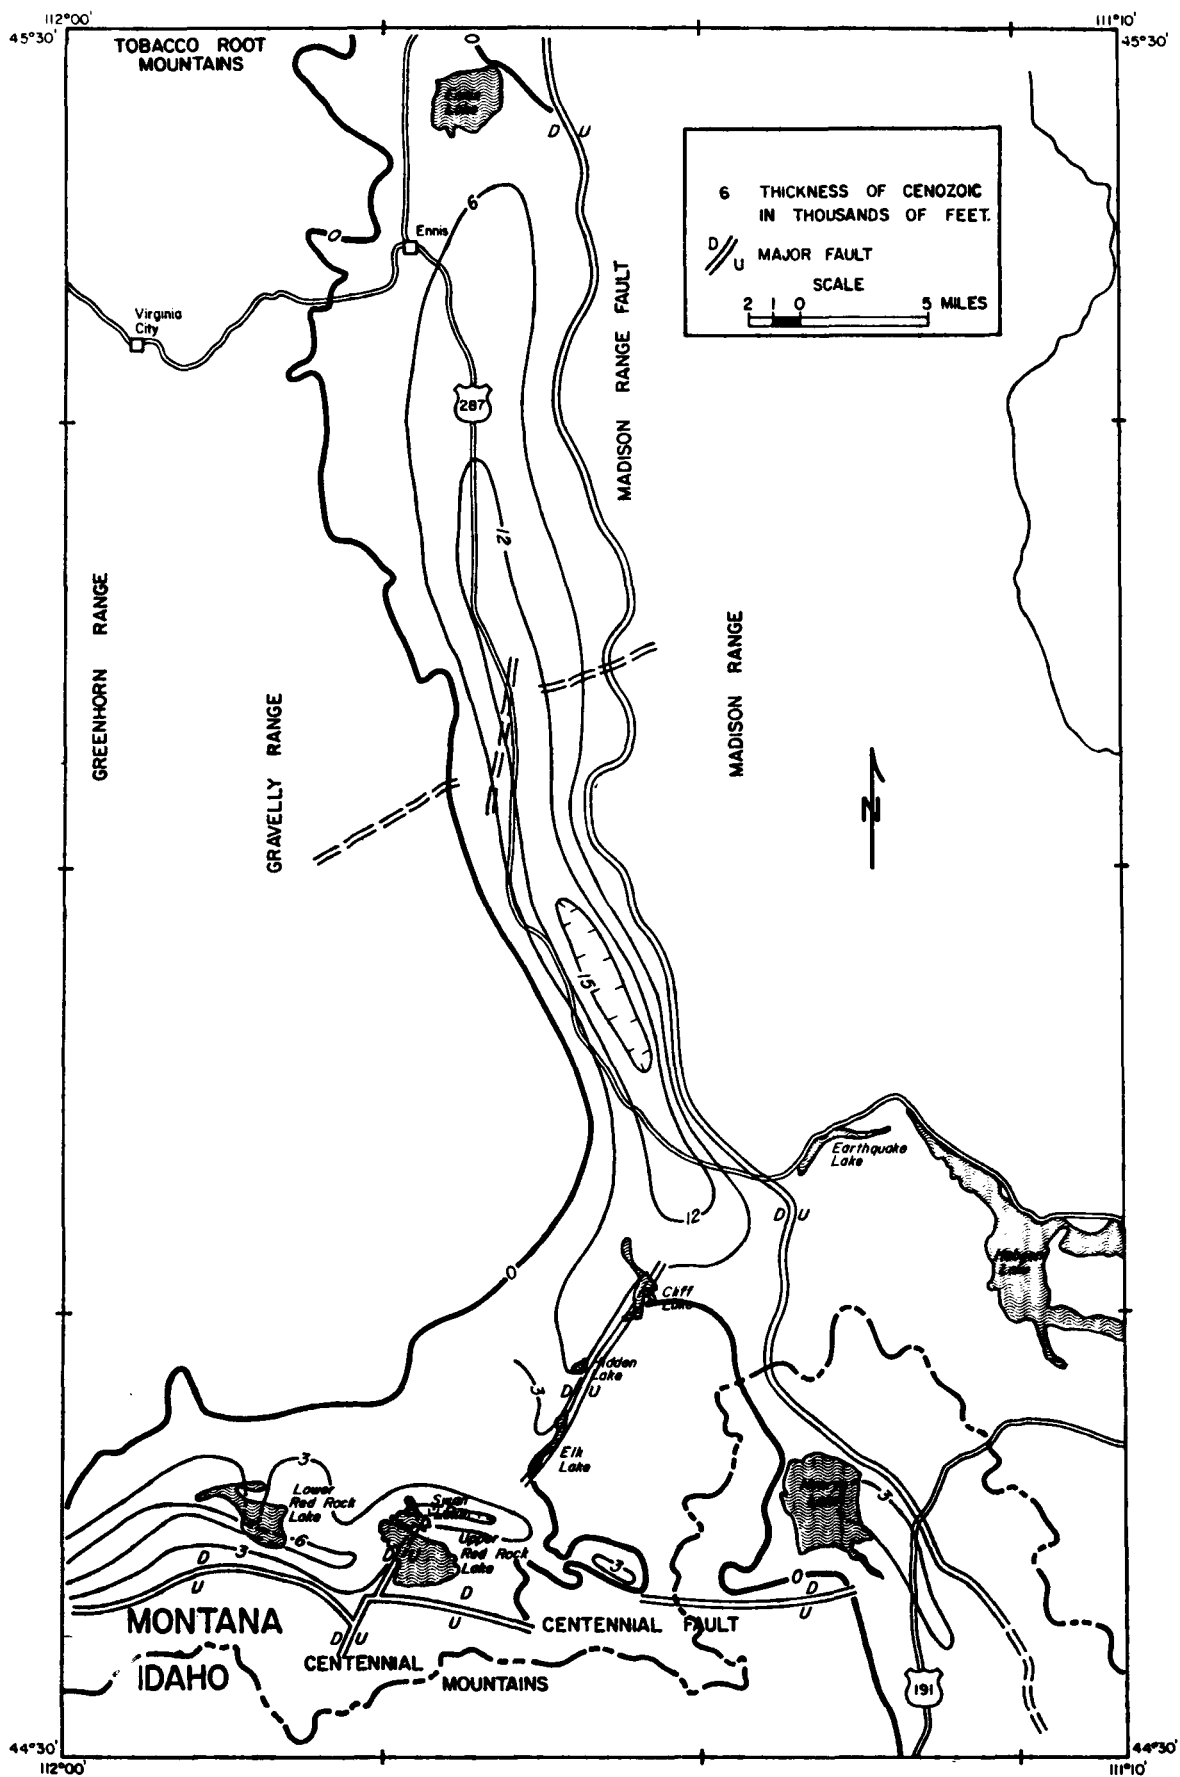 112°00'
111°10'
45°30'
45°30'
TOBACCO ROOT
MOUNTAINS
0
Lake
D U
6 THICKNESS OF CENOZOIC
IN THOUSANDS OF FEET.
D
U
MAJOR FAULT
SCALE
2 1 0 5 MILES
6
0
Ennis
Virginia
City
287
MADISON RANGE FAULT
12
GREENHORN RANGE
GRAVELLY RANGE
MADISON RANGE
N
15
Earthquake
Lake
12
D U
0
Lake
Cliff
Lake
Hidden
Lake
3
D U
Elk
Lake
3
Lower
Red Rock
Lake
Swan
Upper
Red Rock
Lake
Lake
3
6
3
D
U
D U
3
0
D
U
D
U
MONTANA
CENTENNIAL FAULT
D U
IDAHO
CENTENNIAL
MOUNTAINS
191
44°30'
44°30'
112°00'
111°10'